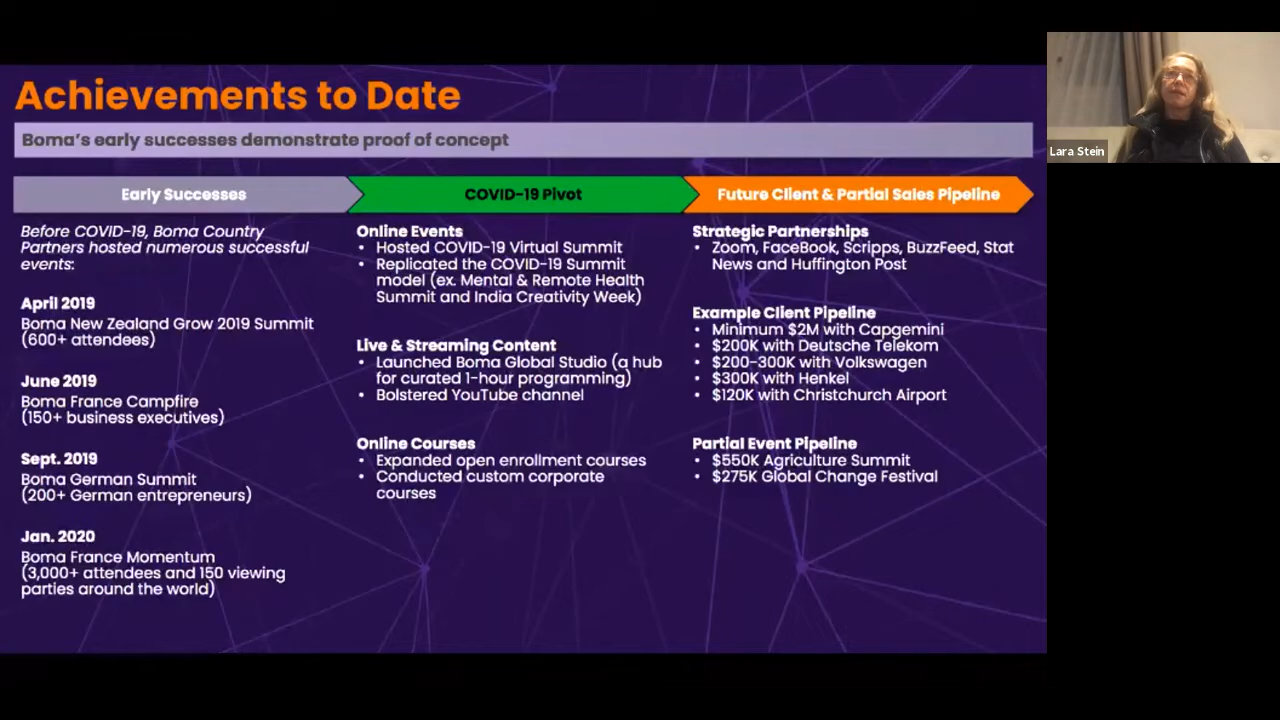 Achievements to Date
Boma's early successes demonstrate proof of concept
Early Successes
Before COVID-19, Boma Country
Partners hosted numerous successful
events:
April 2019
Boma New Zealand Grow 2019 Summit
(600+ attendees)
June 2019
Boma France Campfire
(150+ business executives)
Sept. 2019
Boma German Summit
(200+ German entrepreneurs)
Jan. 2020
Boma France Momentum
(3,000+ attendees and 150 viewing
parties around the world)
COVID-19 Pivot
Online Events
• Hosted COVID-19 Virtual Summit
• Replicated the COVID-19 Summit
model (ex. Mental & Remote Health
Summit and India Creativity Week)
Live & Streaming Content
• Launched Boma Global Studio (a hub
for curated 1-hour programming)
• Bolstered YouTube channel
Online Courses
• Expanded open enrollment courses
• Conducted custom corporate
courses
Future Client & Partial Sales Pipeline
Strategic Partnerships
• Zoom, FaceBook, Scripps, BuzzFeed, Stat
News and Huffington Post
Example Client Pipeline
• Minimum $2M with Capgemini
• $200K with Deutsche Telekom
• $200-300K with Volkswagen
• $300K with Henkel
• $120K with Christchurch Airport
Partial Event Pipeline
• $550K Agriculture Summit
• $275K Global Change Festival
Lara Stein